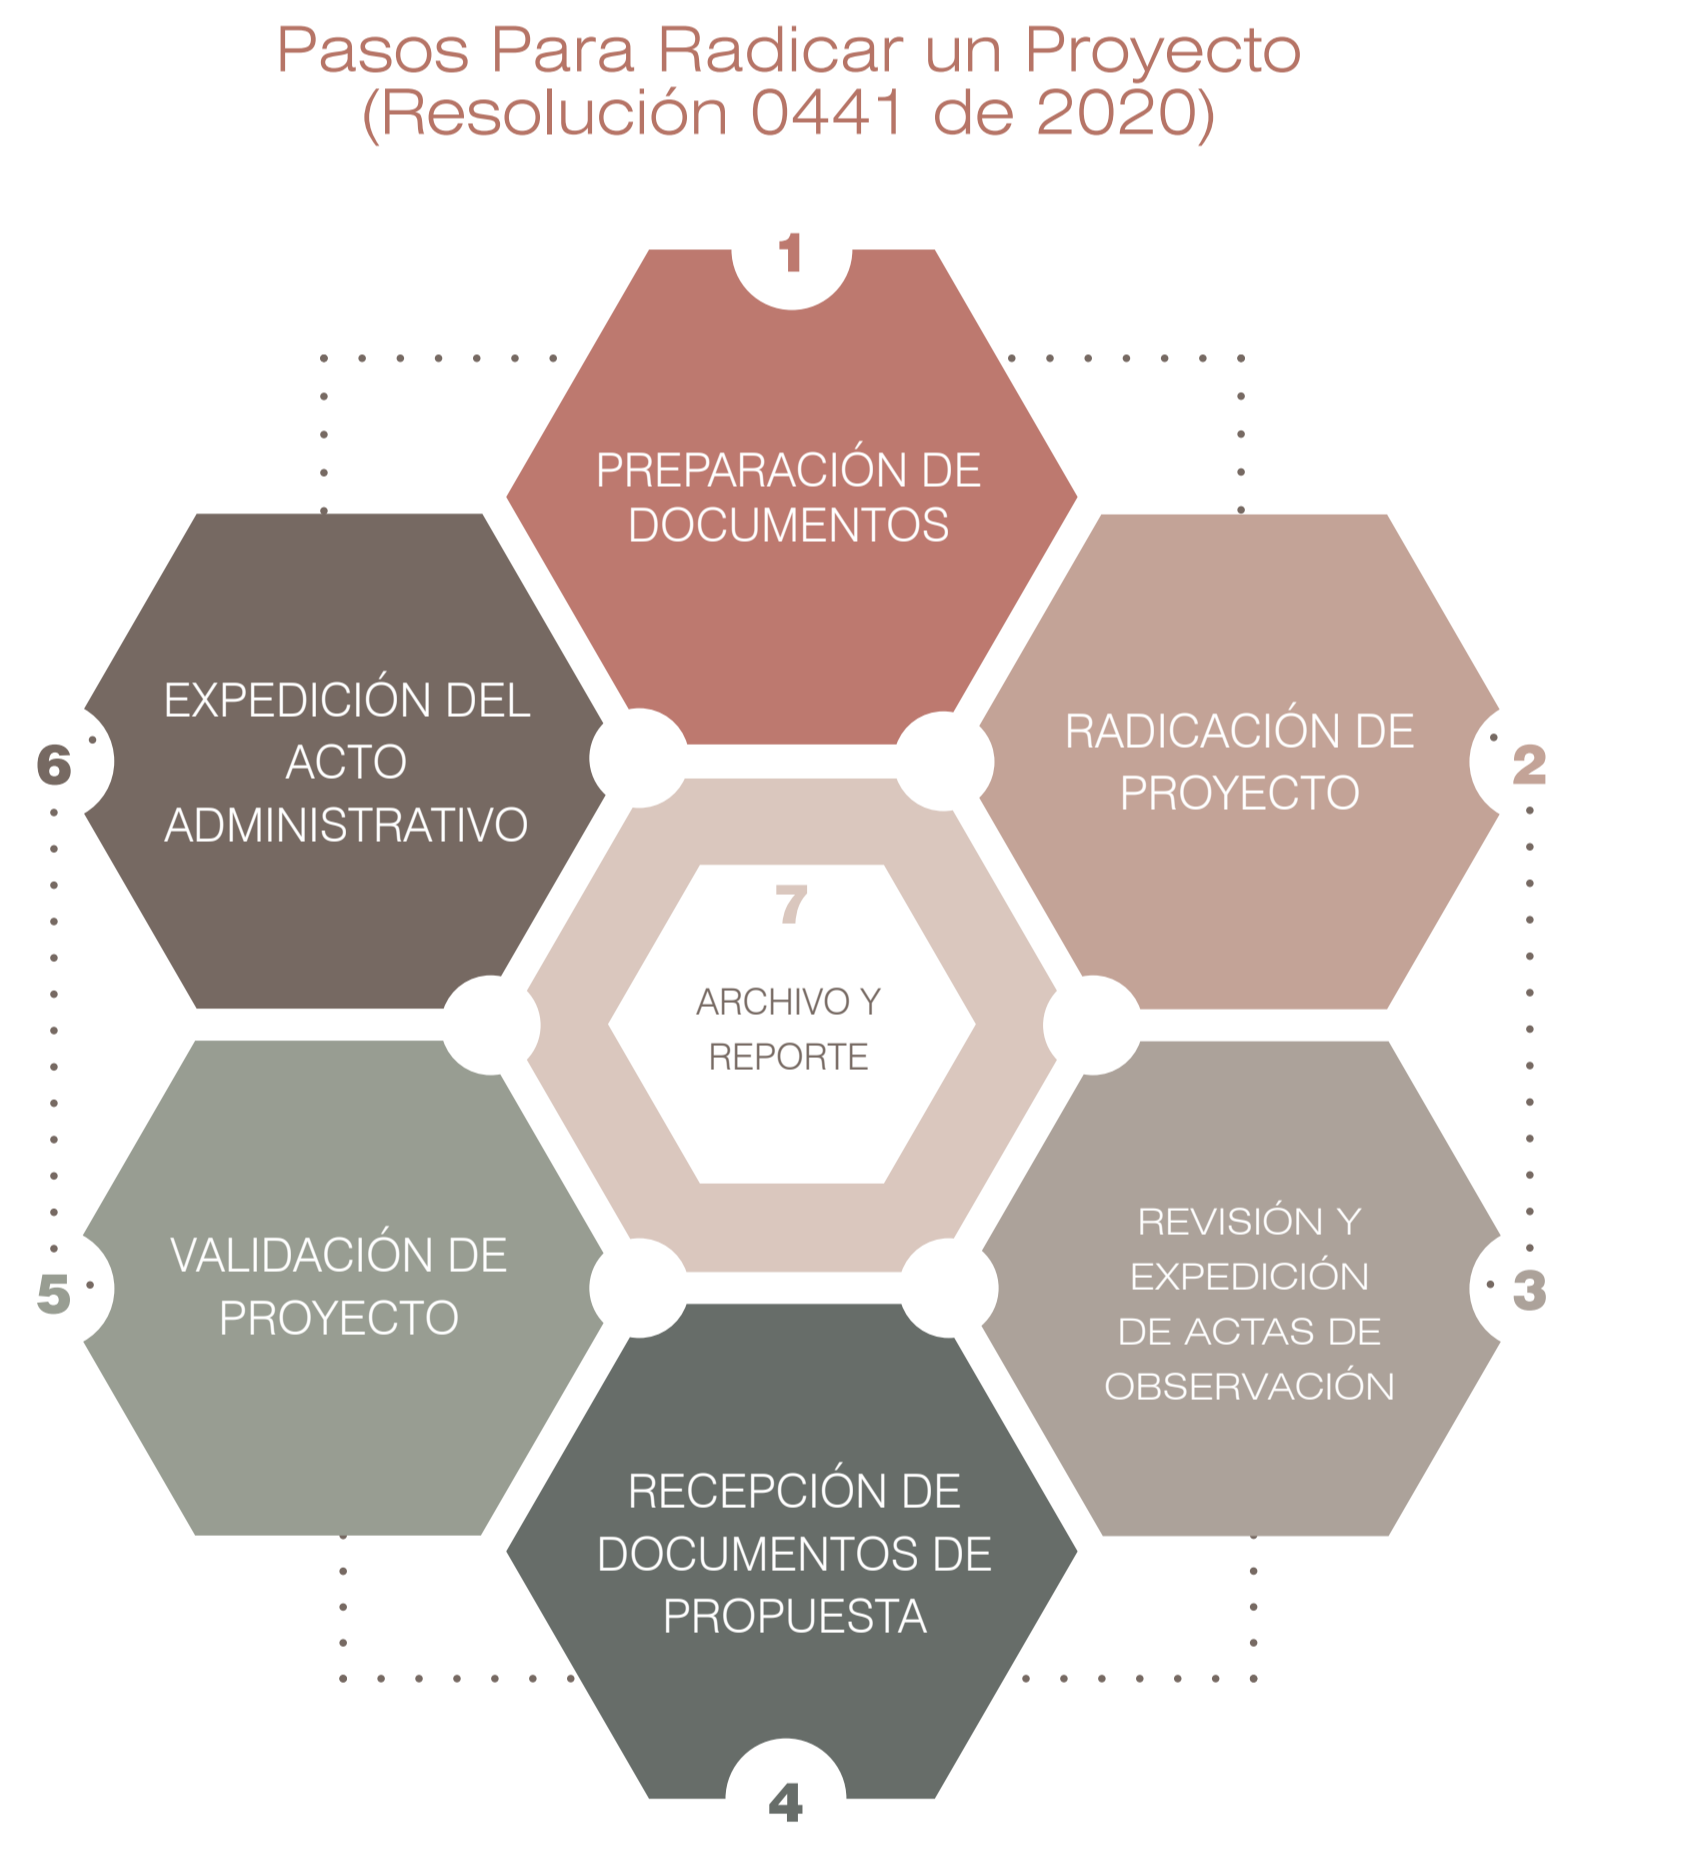 Pasos Para Radicar un Proyecto
(Resolución 0441 de 2020)
1
PREPARACIÓN DE
DOCUMENTOS
2
RADICACIÓN DE
PROYECTO
3
REVISIÓN Y
EXPEDICIÓN
DE ACTAS DE
OBSERVACIÓN
4
RECEPCIÓN DE
DOCUMENTOS DE
PROPUESTA
5
VALIDACIÓN DE
PROYECTO
6
EXPEDICIÓN DEL
ACTO
ADMINISTRATIVO
7
ARCHIVO Y
REPORTE